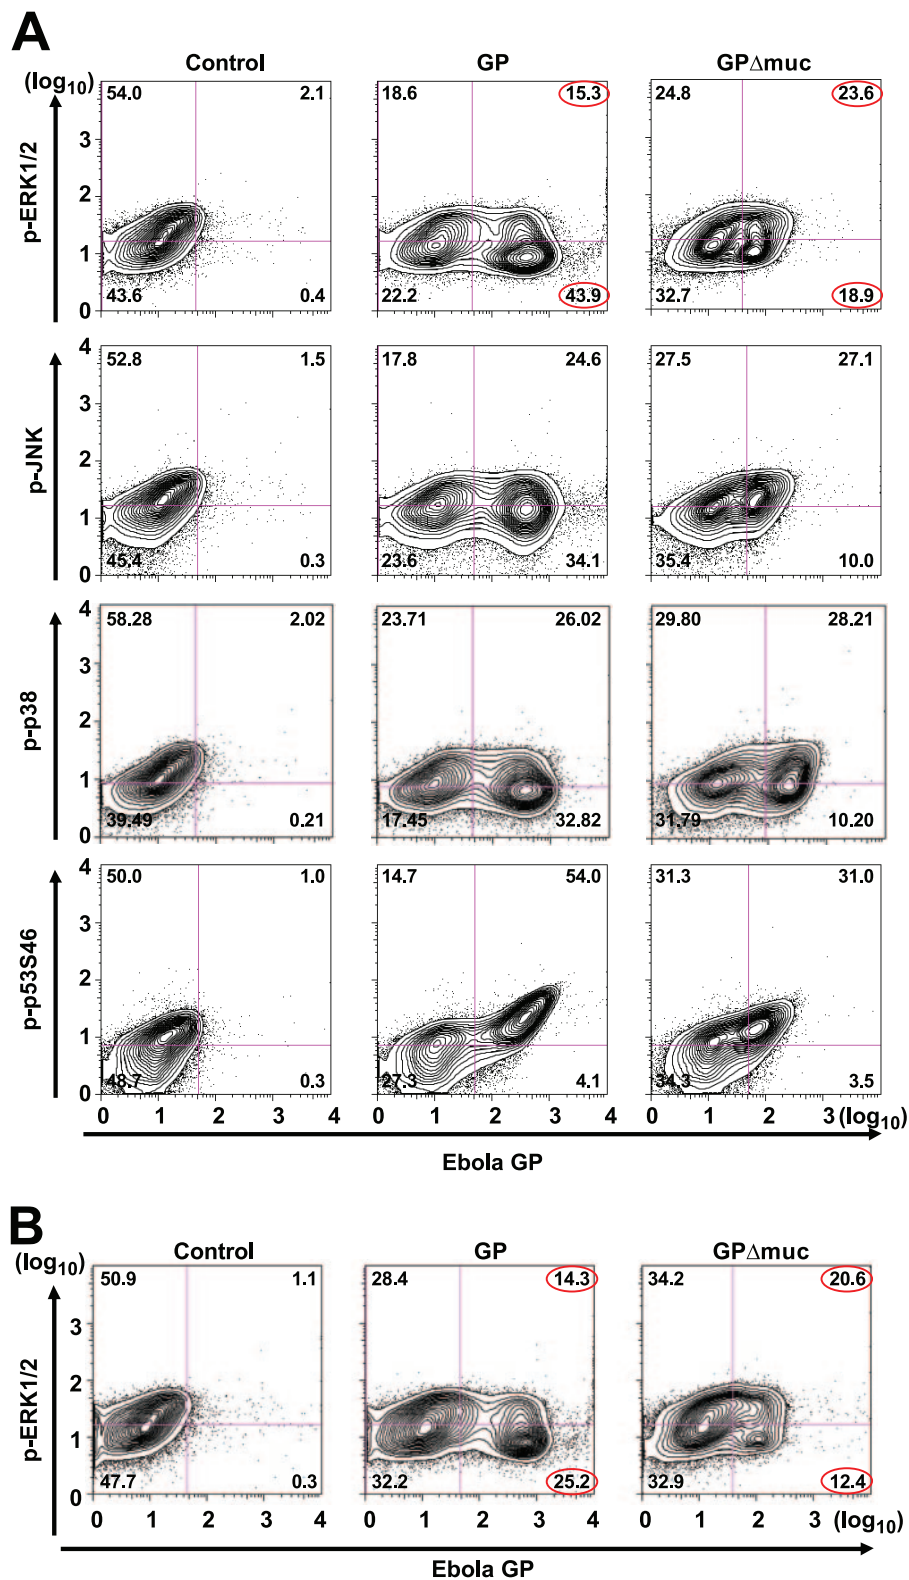 A
Control GP GPΔmuc
(log10)
54.0 2.1 18.6 15.3 24.8 23.6
3
2
1
0
p-ERK1/2
43.6 0.4 22.2 43.9 32.7 18.9
4
52.8 1.5 17.8 24.6 27.5 27.1
3
2
1
0
p-JNK
45.4 0.3 23.6 34.1 35.4 10.0
4
58.28 2.02 23.71 26.02 29.80 28.21
3
2
1
0
p-p38
39.49 0.21 17.45 32.82 31.79 10.20
4
50.0 1.0 14.7 54.0 31.3 31.0
3
2
1
0
p-p53S46
48.7 0.3 27.3 4.1 34.3 3.5
0 1 2 3 4 0 1 2 3 4 0 1 2 3 (log10)
Ebola GP
B
Control GP GPΔmuc
(log10)
50.9 1.1 28.4 14.3 34.2 20.6
3
2
1
0
p-ERK1/2
47.7 0.3 32.2 25.2 32.9 12.4
0 1 2 3 4 0 1 2 3 4 0 1 2 (log10)
Ebola GP